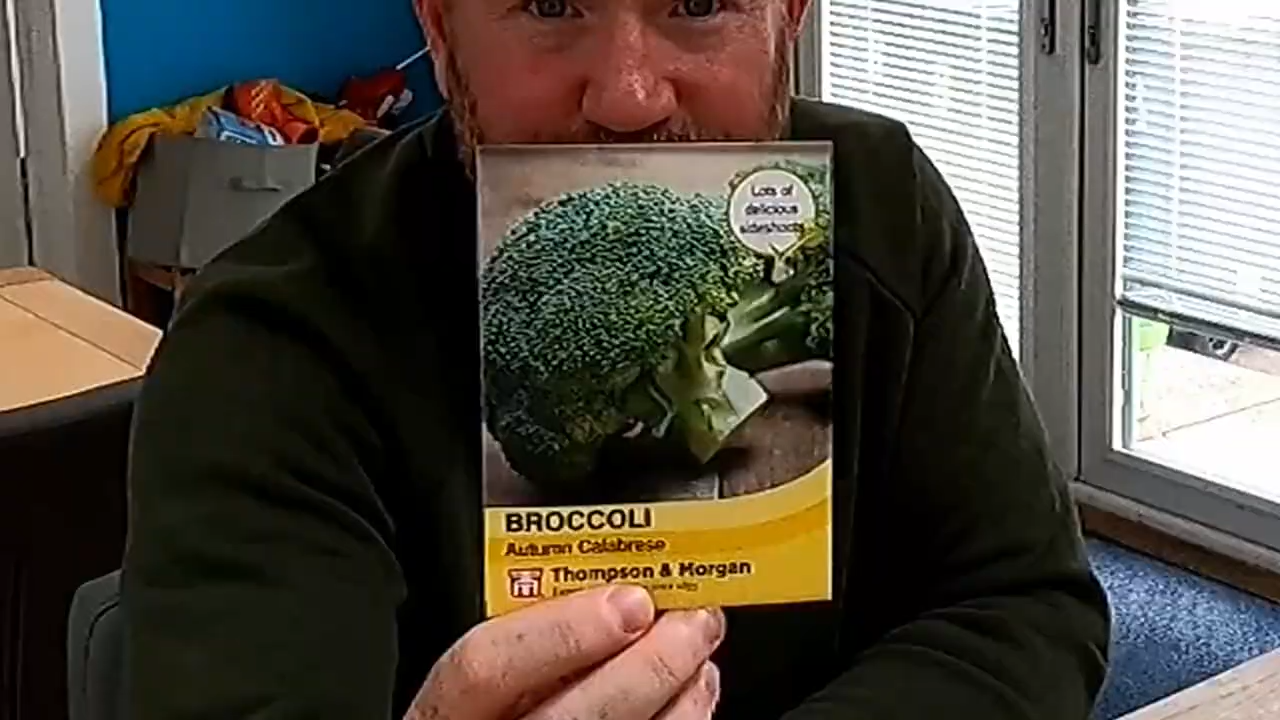 Lots of
delicious
sideshoots
BROCCOLI
Autumn Calabrese
Thompson & Morgan